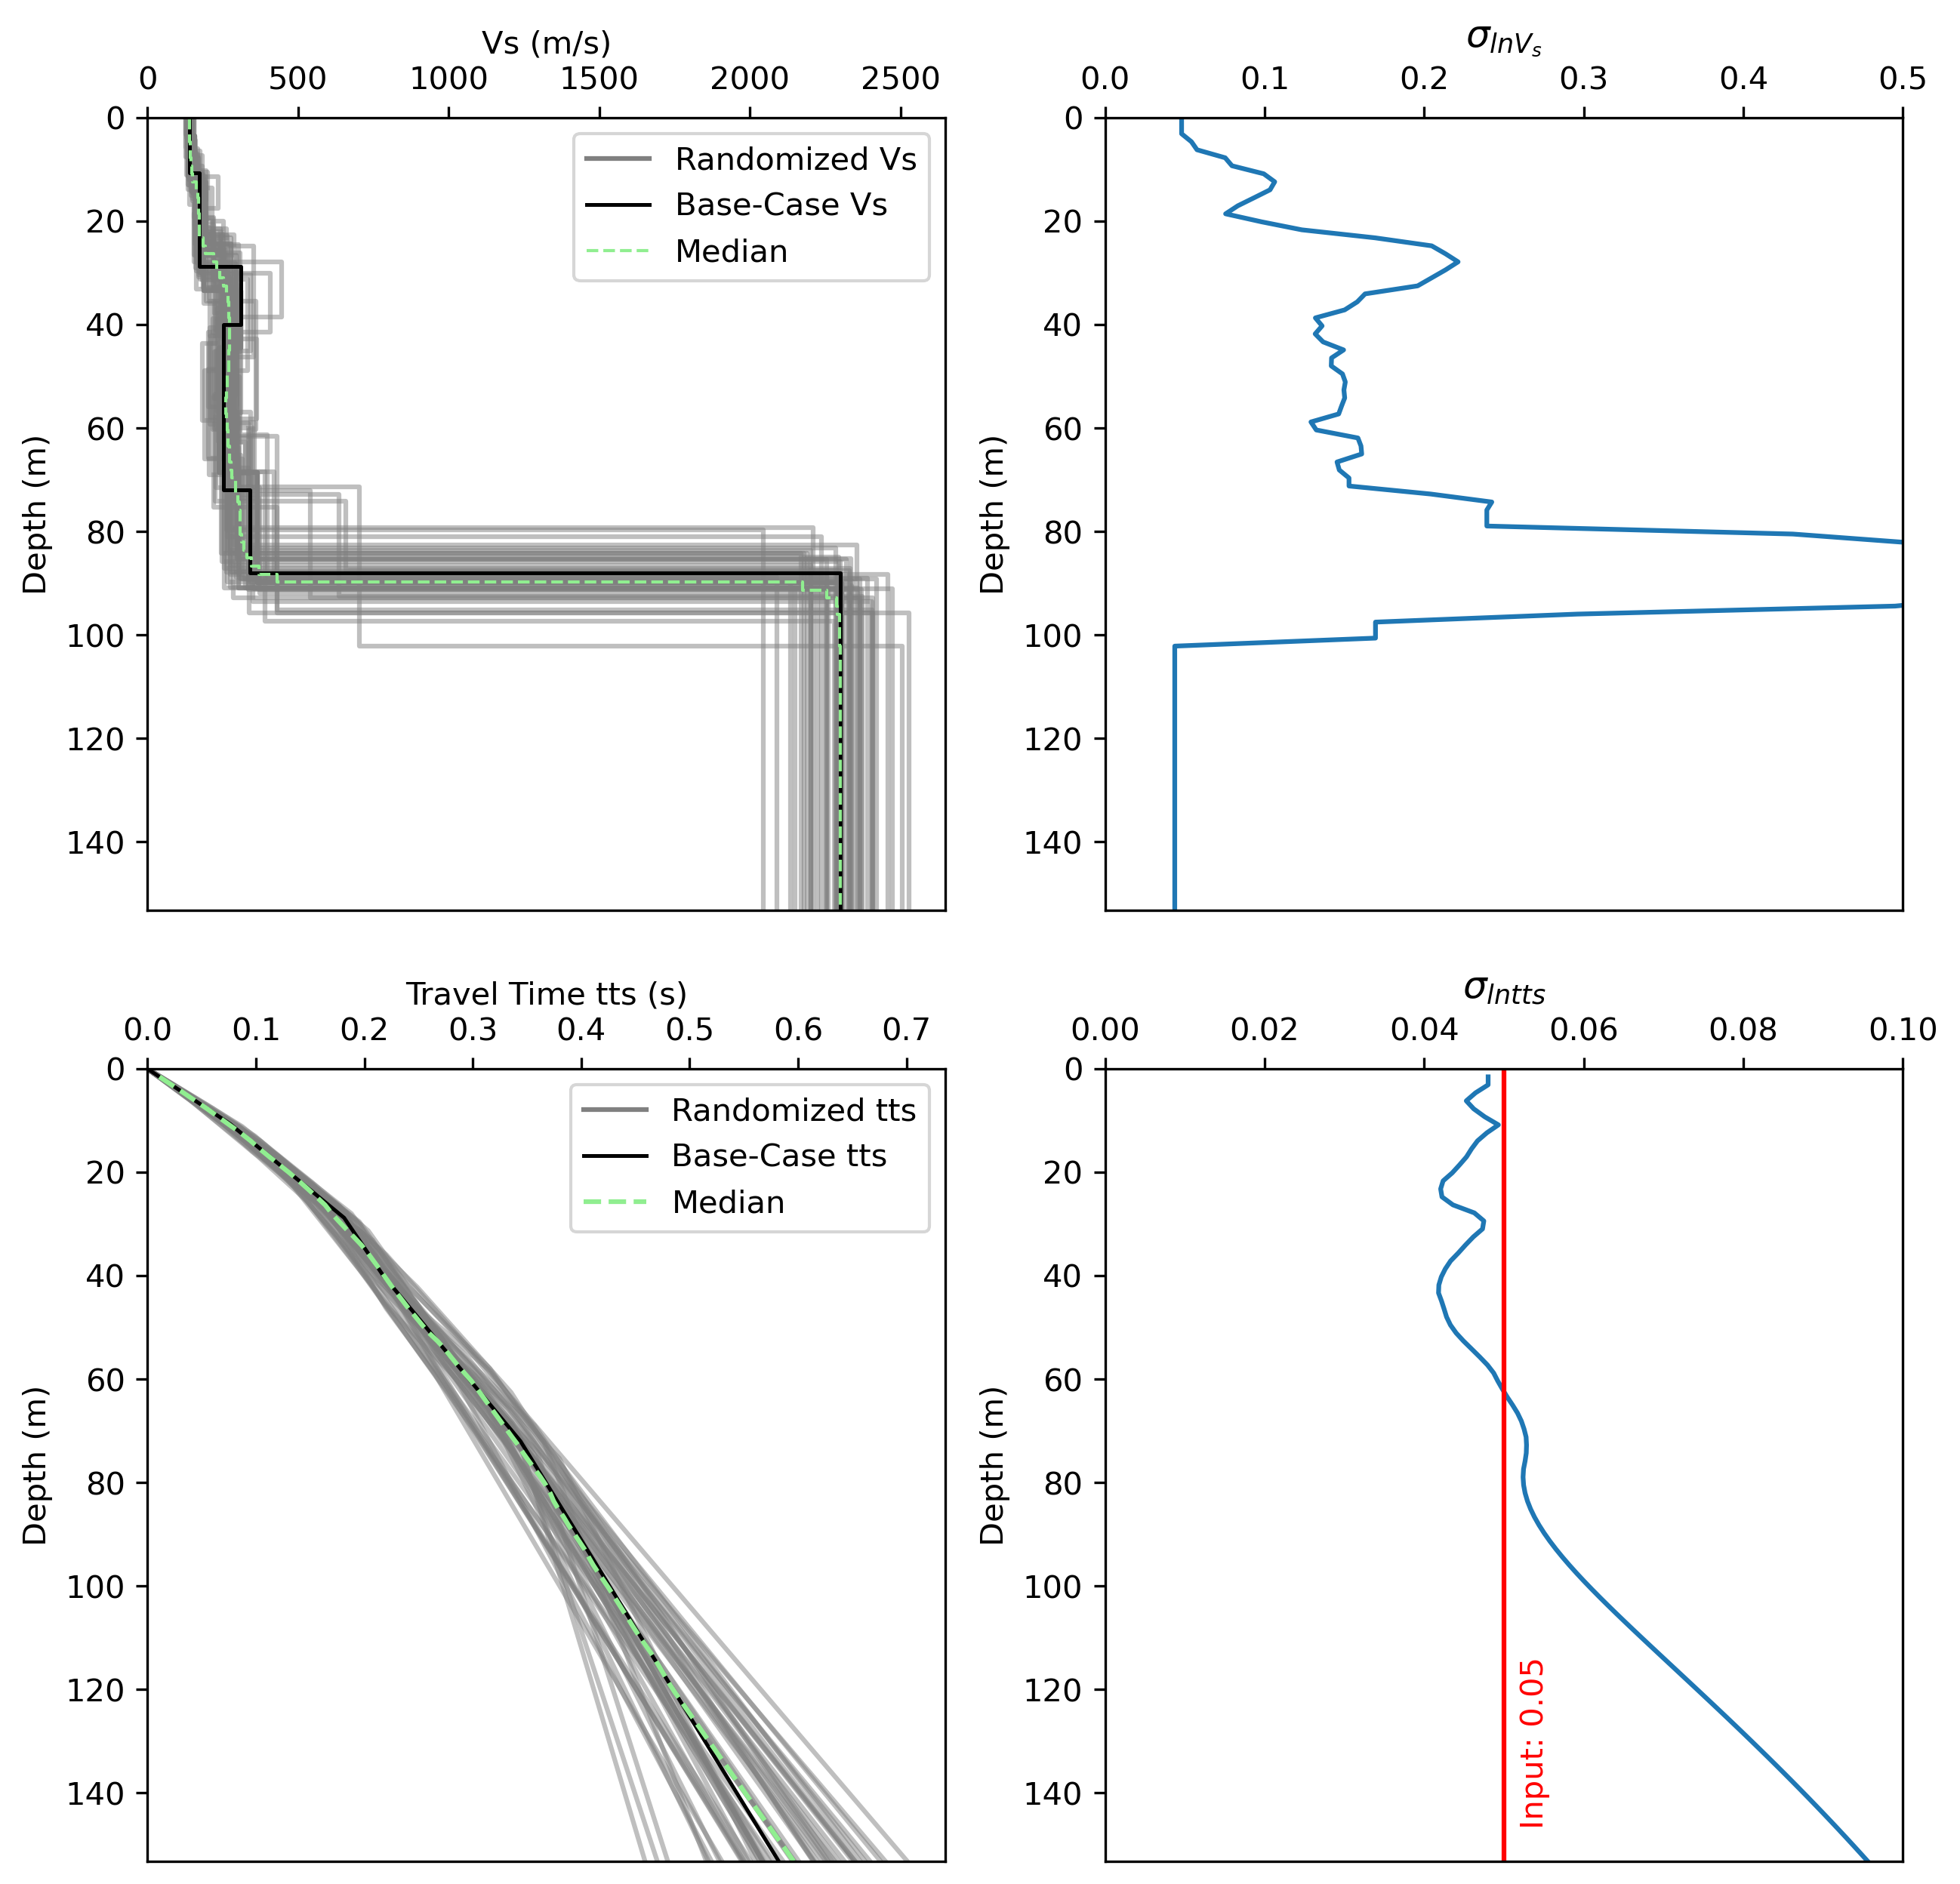 Vs (m/s)
0 500 1000 1500 2000 2500
0
20
40
60
80
100
120
140
Depth (m)
Randomized Vs
Base-Case Vs
Median
σlnVs
0.0 0.1 0.2 0.3 0.4 0.5
0
20
40
60
80
100
120
140
Depth (m)
Travel Time tts (s)
0.0 0.1 0.2 0.3 0.4 0.5 0.6 0.7
0
20
40
60
80
100
120
140
Depth (m)
Randomized tts
Base-Case tts
Median
σlntts
0.00 0.02 0.04 0.06 0.08 0.10
0
20
40
60
80
100
120
140
Depth (m)
Input: 0.05